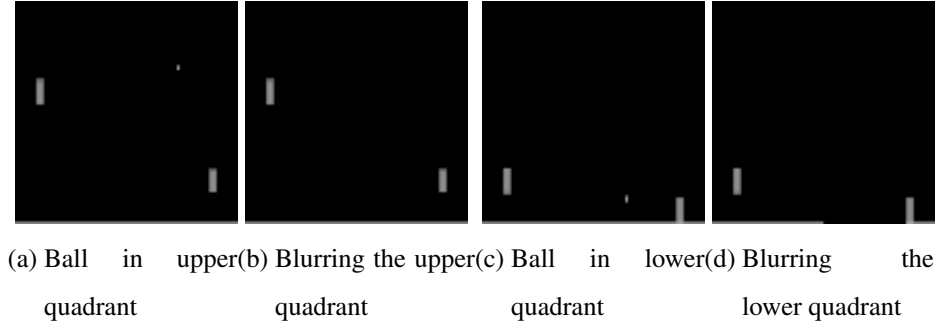 (a) Ball in upper (b) Blurring the upper (c) Ball in lower (d) Blurring the
quadrant quadrant quadrant lower quadrant